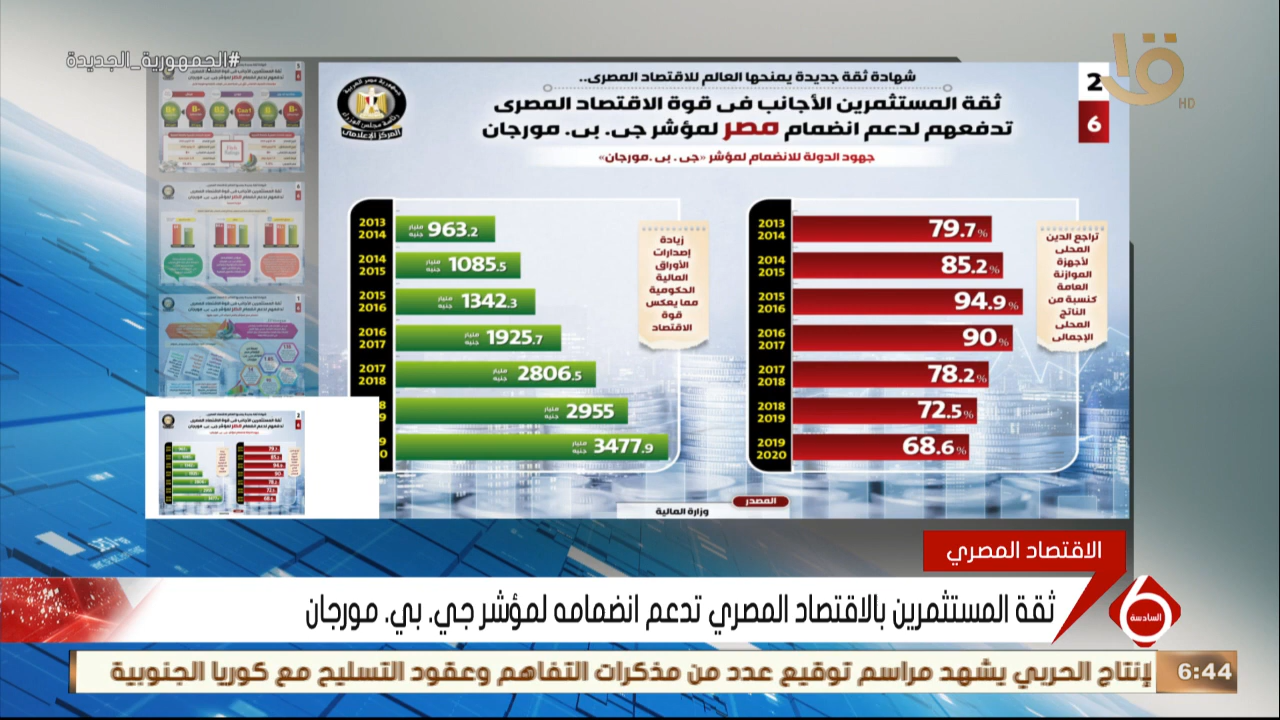 #الجمهورية_الجديدة
HD
2
6
شهادة ثقة جديدة يمنحها العالم للاقتصاد المصرى..
ثقة المستثمرين الأجانب فى قوة الاقتصاد المصرى
تدفعهم لدعم انضمام مصر لمؤشر جى. بى. مورجان
جهود الدولة للانضمام لمؤشر «جى . بى .مورجان»
تراجع الدين
المحلى
لأجهزة
الموازنة
العامة
كنسبة من
الناتج
المحلى
الإجمالى
2013
2014
79.7 %
2014
2015
85.2 %
2015
2016
94.9 %
2016
2017
90 %
2017
2018
78.2 %
2018
2019
72.5 %
2019
2020
68.6 %
زيادة
إصدارات
الأوراق
المالية
الحكومية
مما يعكس
قوة
الاقتصاد
2013
2014
963.2 مليار جنيه
2014
2015
1085.5 مليار جنيه
2015
2016
1342.3 مليار جنيه
2016
2017
1925.7 مليار جنيه
2017
2018
2806.5 مليار جنيه
8
9
2955 مليار جنيه
9
0
3477.9 مليار جنيه
المصدر
وزارة المالية
الاقتصاد المصري
السادسة
ثقة المستثمرين بالاقتصاد المصري تدعم انضمامه لمؤشر جي. بي. مورجان
6:44
لإنتاج الحربي يشهد مراسم توقيع عدد من مذكرات التفاهم وعقود التسليح مع كوريا الجنوبية